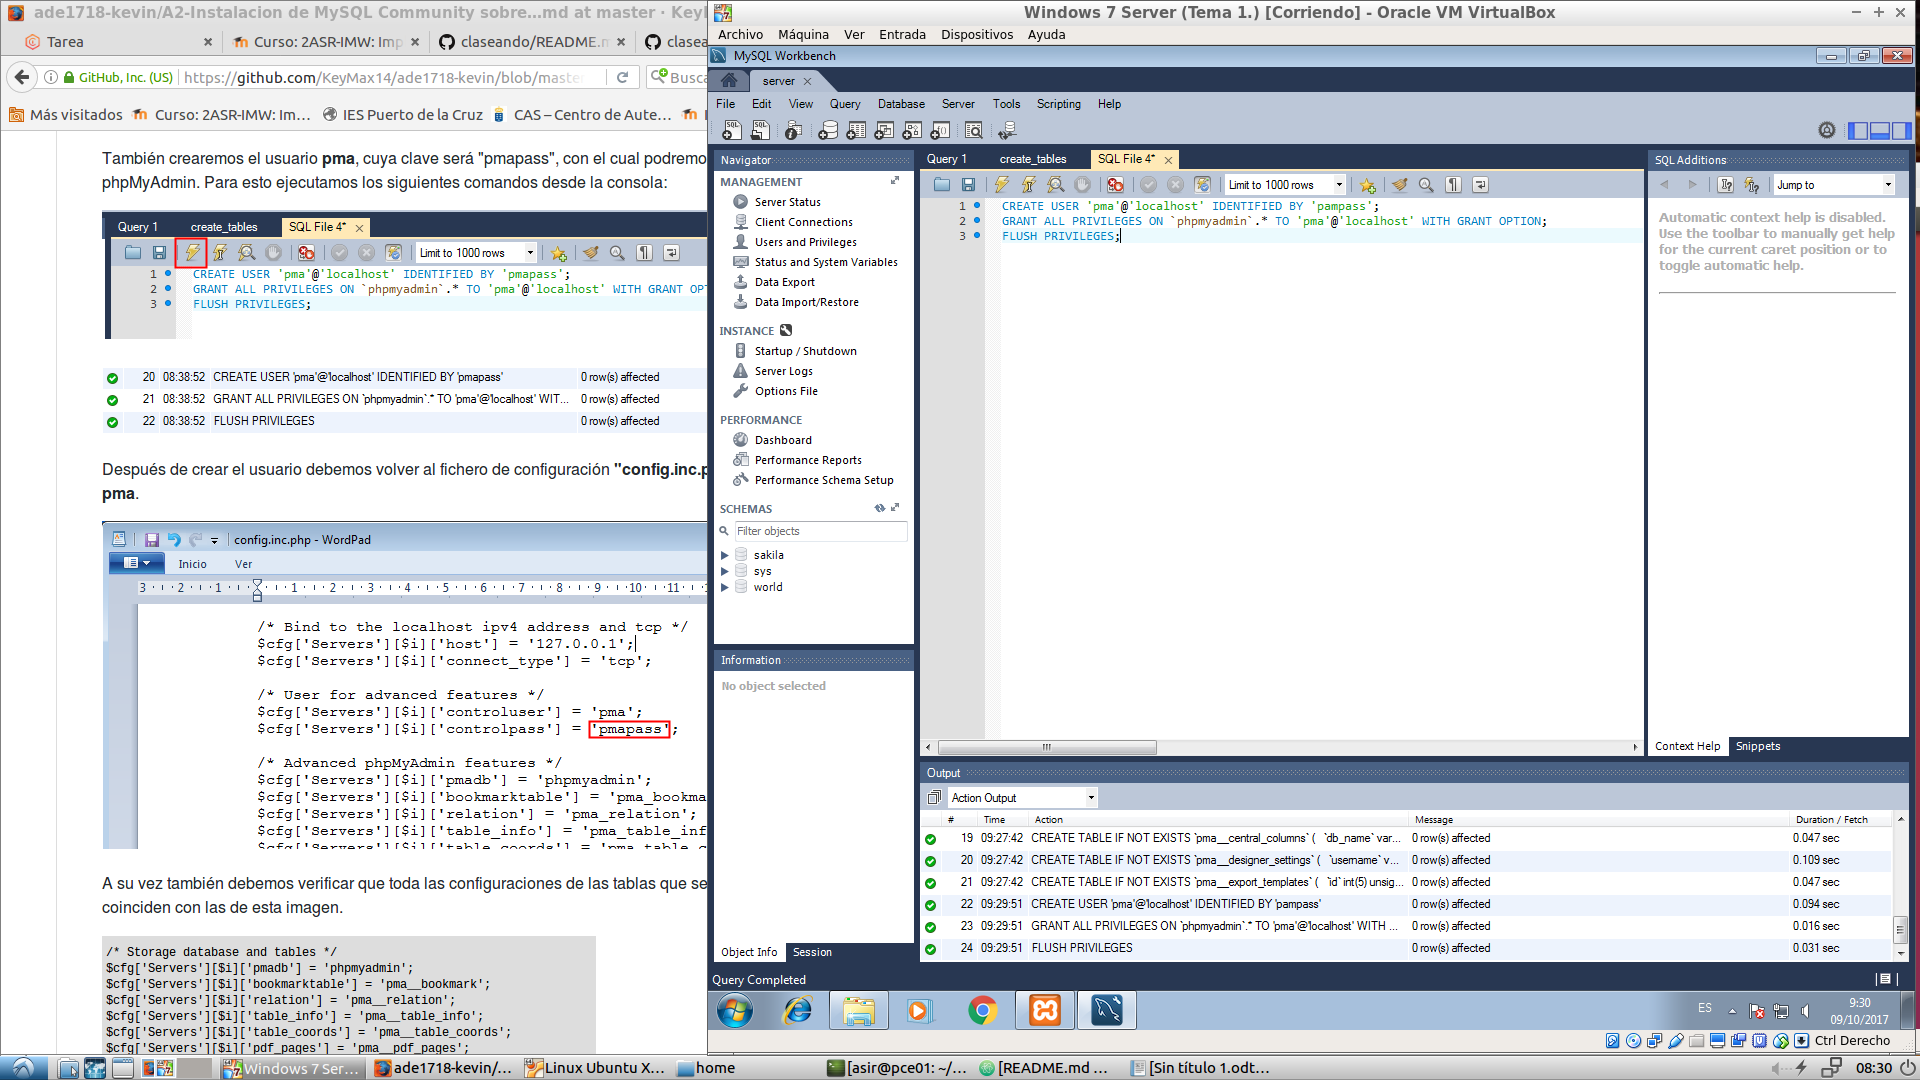 ade1718-kevin/A2-Instalacion de MySQL Community sobre...md at master · Key
Tarea
Curso: 2ASR-IMW: Imp
claseando/README.m
clasea
GitHub, Inc. (US)
https://github.com/KeyMax14/ade1718-kevin/blob/master
Busca
Más visitados
Curso: 2ASR-IMW: Im...
IES Puerto de la Cruz
CAS – Centro de Aute...
También crearemos el usuario pma, cuya clave será "pmapass", con el cual podremo
phpMyAdmin. Para esto ejecutamos los siguientes comandos desde la consola:
Query 1
create_tables
SQL File 4*
Limit to 1000 rows
1 CREATE USER 'pma'@'localhost' IDENTIFIED BY 'pmapass';
2 GRANT ALL PRIVILEGES ON `phpmyadmin`.* TO 'pma'@'localhost' WITH GRANT OPT
3 FLUSH PRIVILEGES;
20 08:38:52 CREATE USER 'pma'@'localhost' IDENTIFIED BY 'pmapass' 0 row(s) affected
21 08:38:52 GRANT ALL PRIVILEGES ON `phpmyadmin`.* TO 'pma'@'localhost' WIT... 0 row(s) affected
22 08:38:52 FLUSH PRIVILEGES 0 row(s) affected
Después de crear el usuario debemos volver al fichero de configuración "config.inc.p
pma.
config.inc.php - WordPad
Inicio
Ver
3 2 1 1 2 3 4 5 6 7 8 9 10 11
/* Bind to the localhost ipv4 address and tcp */
$cfg['Servers'][$i]['host'] = '127.0.0.1';
$cfg['Servers'][$i]['connect_type'] = 'tcp';
/* User for advanced features */
$cfg['Servers'][$i]['controluser'] = 'pma';
$cfg['Servers'][$i]['controlpass'] = 'pmapass';
/* Advanced phpMyAdmin features */
$cfg['Servers'][$i]['pmadb'] = 'phpmyadmin';
$cfg['Servers'][$i]['bookmarktable'] = 'pma_bookma
$cfg['Servers'][$i]['relation'] = 'pma_relation';
$cfg['Servers'][$i]['table_info'] = 'pma_table_inf
$cfg['Servers'][$i]['table_coords'] = 'pma_table_c
A su vez también debemos verificar que toda las configuraciones de las tablas que se
coinciden con las de esta imagen.
/* Storage database and tables */
$cfg['Servers'][$i]['pmadb'] = 'phpmyadmin';
$cfg['Servers'][$i]['bookmarktable'] = 'pma__bookmark';
$cfg['Servers'][$i]['relation'] = 'pma__relation';
$cfg['Servers'][$i]['table_info'] = 'pma__table_info';
$cfg['Servers'][$i]['table_coords'] = 'pma__table_coords';
$cfg['Servers'][$i]['pdf_pages'] = 'pma__pdf_pages';
Windows 7 Server (Tema 1.) [Corriendo] - Oracle VM VirtualBox
Archivo Máquina Ver Entrada Dispositivos Ayuda
MySQL Workbench
server
File Edit View Query Database Server Tools Scripting Help
Navigator
MANAGEMENT
Server Status
Client Connections
Users and Privileges
Status and System Variables
Data Export
Data Import/Restore
INSTANCE
Startup / Shutdown
Server Logs
Options File
PERFORMANCE
Dashboard
Performance Reports
Performance Schema Setup
SCHEMAS
Filter objects
sakila
sys
world
Information
No object selected
Object Info
Session
Query 1
create_tables
SQL File 4*
Limit to 1000 rows
1 CREATE USER 'pma'@'localhost' IDENTIFIED BY 'pampass';
2 GRANT ALL PRIVILEGES ON `phpmyadmin`.* TO 'pma'@'localhost' WITH GRANT OPTION;
3 FLUSH PRIVILEGES;
SQL Additions
Jump to
Automatic context help is disabled.
Use the toolbar to manually get help
for the current caret position or to
toggle automatic help.
Context Help
Snippets
Output
Action Output
# Time Action Message Duration / Fetch
19 09:27:42 CREATE TABLE IF NOT EXISTS `pma__central_columns` ( `db_name` var... 0 row(s) affected 0.047 sec
20 09:27:42 CREATE TABLE IF NOT EXISTS `pma__designer_settings` ( `username` v... 0 row(s) affected 0.109 sec
21 09:27:42 CREATE TABLE IF NOT EXISTS `pma__export_templates` ( `id` int(5) unsig... 0 row(s) affected 0.047 sec
22 09:29:51 CREATE USER 'pma'@'localhost' IDENTIFIED BY 'pampass' 0 row(s) affected 0.094 sec
23 09:29:51 GRANT ALL PRIVILEGES ON `phpmyadmin`.* TO 'pma'@'localhost' WITH ... 0 row(s) affected 0.016 sec
24 09:29:51 FLUSH PRIVILEGES 0 row(s) affected 0.031 sec
Query Completed
ES
9:30
09/10/2017
Ctrl Derecho
Windows 7 Ser...
ade1718-kevin/...
Linux Ubuntu X...
home
[asir@pce01: ~/...
[README.md ...
[Sin título 1.odt...
08:30